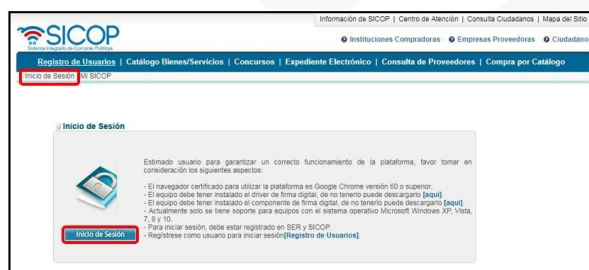 Información de SICOP | Centro de Atención | Consulta Ciudadanos | Mapa del Sitio
SICOP
Sistema Integrado de Compras Públicas
Instituciones Compradoras Empresas Proveedoras Ciudadano
Registro de Usuarios | Catálogo Bienes/Servicios | Concursos | Expediente Electrónico | Consulta de Proveedores | Compra por Catálogo
Inicio de Sesión Mi SICOP
Inicio de Sesión
Estimado usuario para garantizar un correcto funcionamiento de la plataforma, favor tomar en
consideración los siguientes aspectos:
- El navegador certificado para utilizar la plataforma es Google Chrome versión 60 o superior.
- El equipo debe tener instalado el driver de firma digital, de no tenerlo puede descargarlo [aquí].
- El equipo debe tener instalado el componente de firma digital, de no tenerlo puede descargarlo [aquí].
- Actualmente solo se tiene soporte para equipos con el sistema operativo Microsoft Windows XP, Vista,
7, 8 y 10.
- Para iniciar sesión, debe estar registrado en SER y SICOP.
- Regístrese como usuario para iniciar sesión[Registro de Usuarios].
Inicio de Sesión